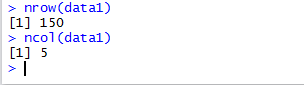 > nrow(data1)
[1] 150
> ncol(data1)
[1] 5
>